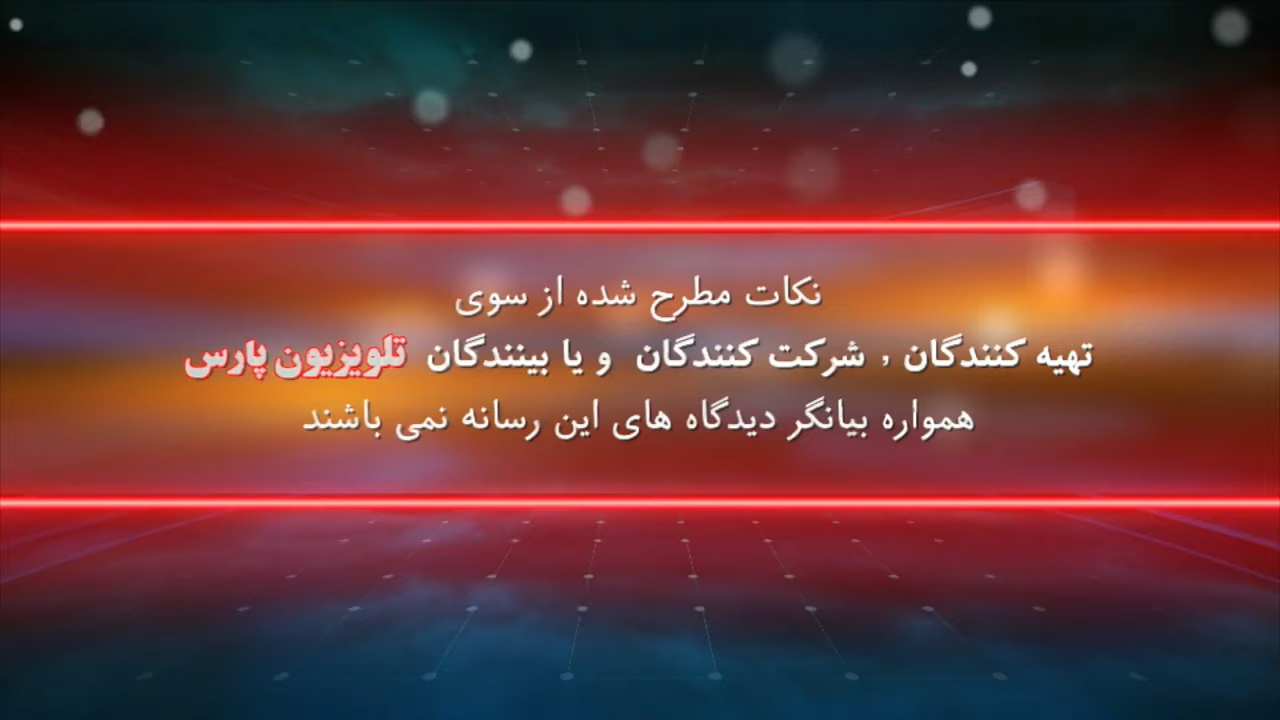 نکات مطرح شده از سوی
تهیه کنندگان , شرکت کنندگان و یا بینندگان تلویزیون پارس
همواره بیانگر دیدگاه های این رسانه نمی باشند